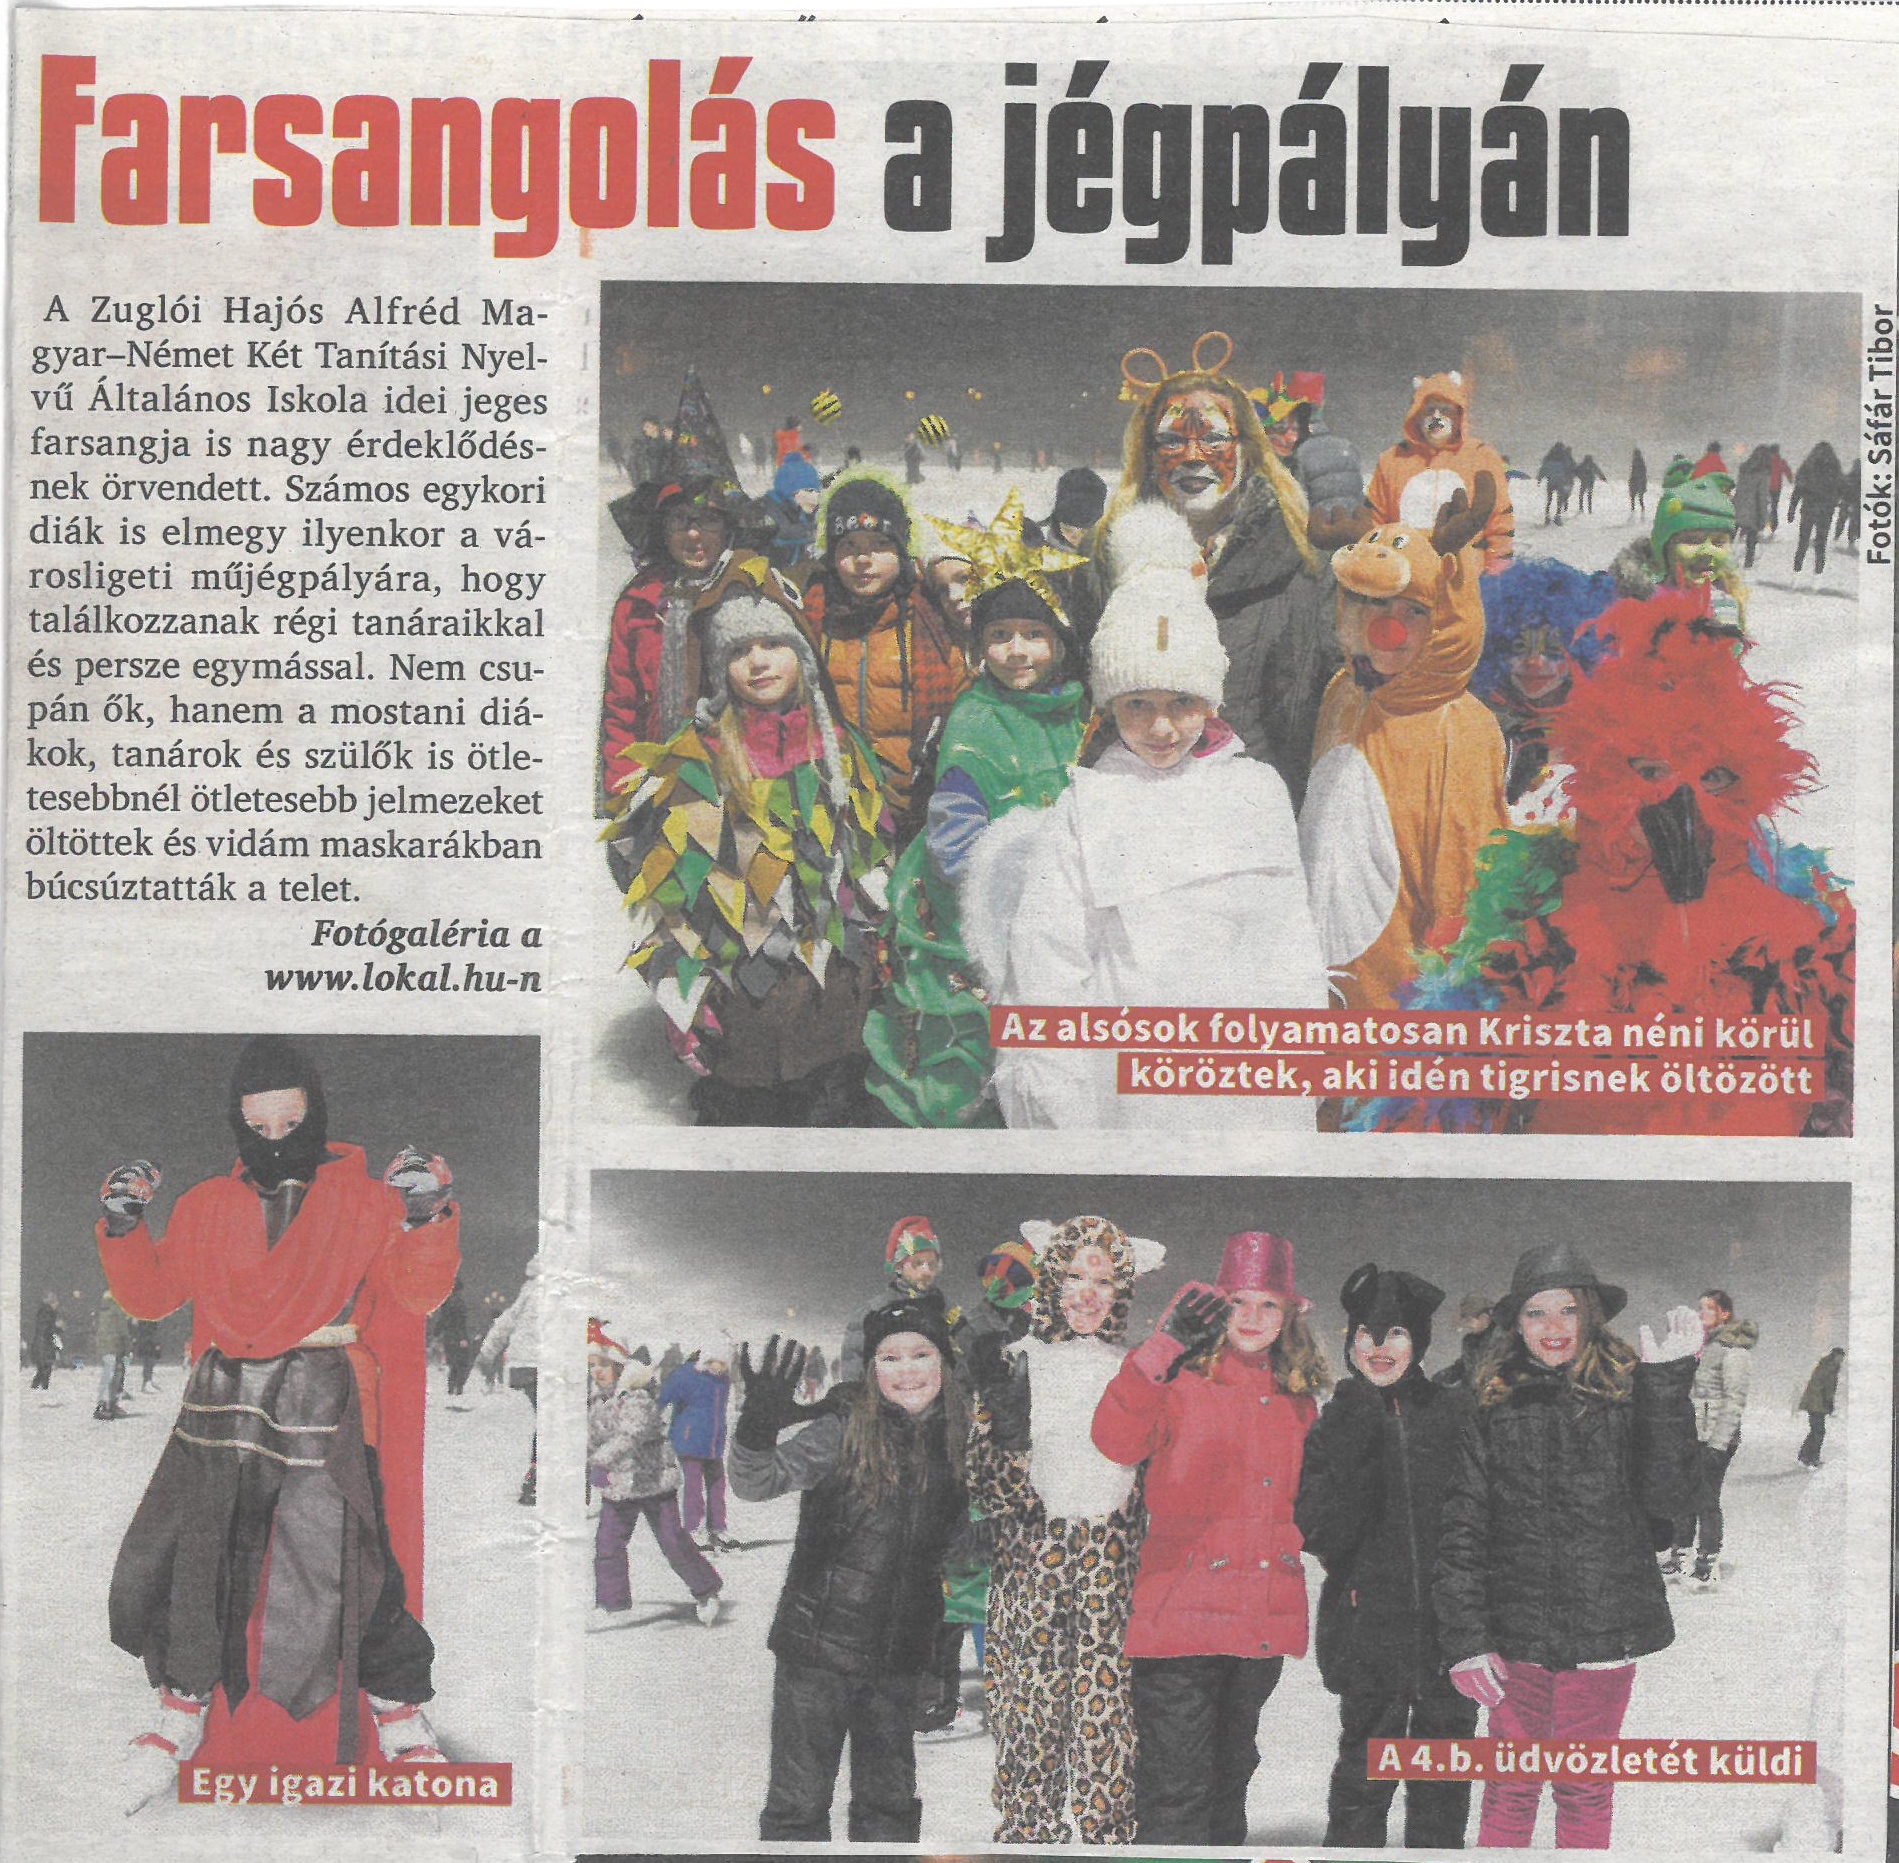 Farsangolás a jégpályán
A Zuglói Hajós Alfréd Ma-
gyar–Német Két Tanítási Nyel-
vű Általános Iskola idei jeges
farsangja is nagy érdeklődés-
nek örvendett. Számos egykori
diák is elmegy ilyenkor a vá-
rosligeti műjégpályára, hogy
találkozzanak régi tanáraikkal
és persze egymással. Nem csu-
pán ők, hanem a mostani diá-
kok, tanárok és szülők is ötle-
tesebbnél ötletesebb jelmezeket
öltöttek és vidám maskarákban
búcsúztatták a telet.
Fotógaléria a
www.lokal.hu-n
Fotók: Sáfár Tibor
Az alsósok folyamatosan Kriszta néni körül
köröztek, aki idén tigrisnek öltözött
Egy igazi katona
A 4.b. üdvözletét küldi